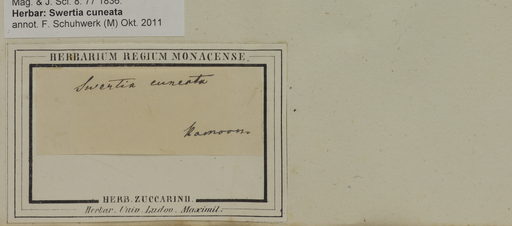 Mag. & J. Sci. 8: 77 1836.
Herbar: Swertia cuneata
annot. F. Schuhwerk (M) Okt. 2011
HERBARIUM REGIUM MONACENSE.
Swertia cuneata
Kamoon.
HERB. ZUCCARINII.
Herbar. Univ. Ludov. Maximil.